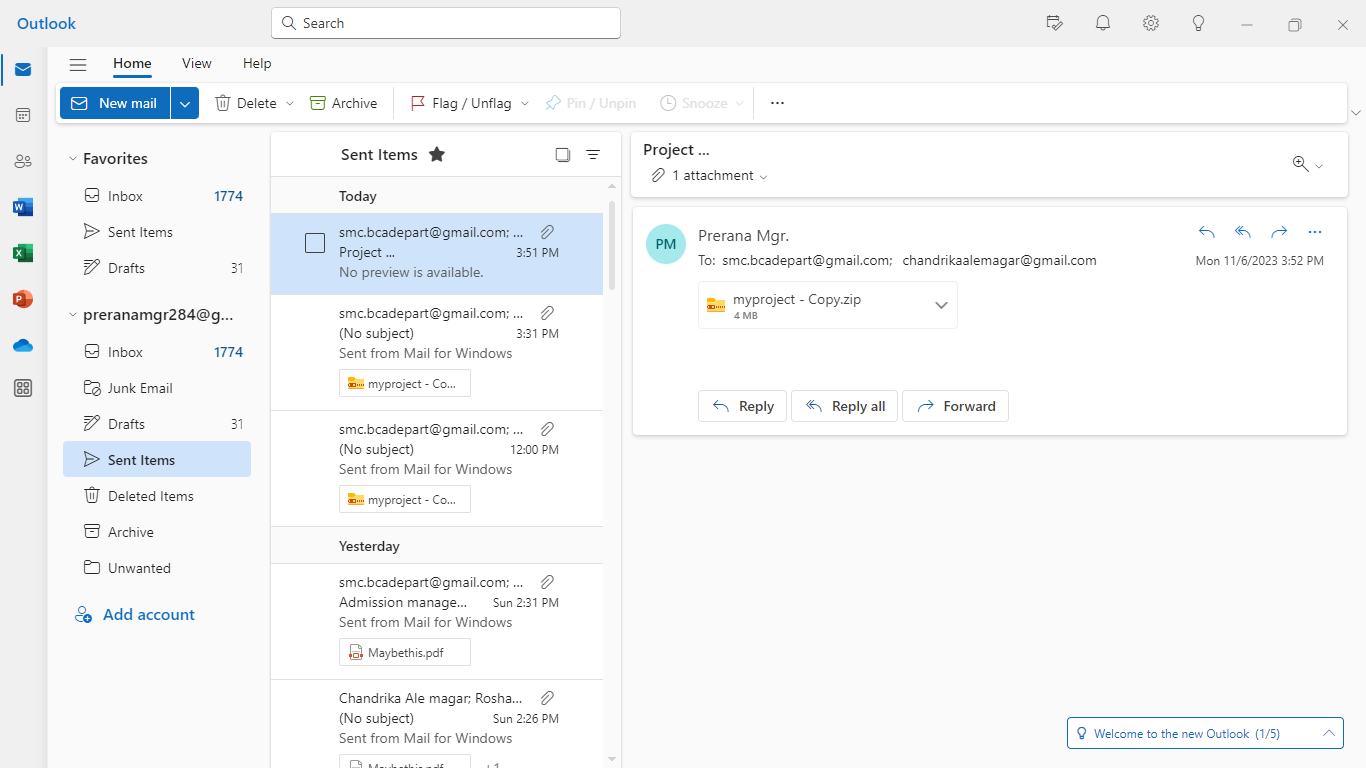 Outlook
Search
Home
View
Help
New mail
Delete
Archive
Flag / Unflag
Pin / Unpin
Snooze
Favorites
Inbox 1774
Sent Items
Drafts 31
preranamgr284@g...
Inbox 1774
Junk Email
Drafts 31
Sent Items
Deleted Items
Archive
Unwanted
Add account
Sent Items
Today
smc.bcadepart@gmail.com; ...
Project ... 3:51 PM
No preview is available.
smc.bcadepart@gmail.com; ...
(No subject) 3:31 PM
Sent from Mail for Windows
myproject - Co...
smc.bcadepart@gmail.com; ...
(No subject) 12:00 PM
Sent from Mail for Windows
myproject - Co...
Yesterday
smc.bcadepart@gmail.com; ...
Admission manage... Sun 2:31 PM
Sent from Mail for Windows
Maybethis.pdf
Chandrika Ale magar; Rosha...
(No subject) Sun 2:26 PM
Sent from Mail for Windows
Maybethis.pdf +1
Project ...
1 attachment
PM
Prerana Mgr.
To: smc.bcadepart@gmail.com; chandrikaalemagar@gmail.com
Mon 11/6/2023 3:52 PM
myproject - Copy.zip
4 MB
Reply
Reply all
Forward
Welcome to the new Outlook (1/5)